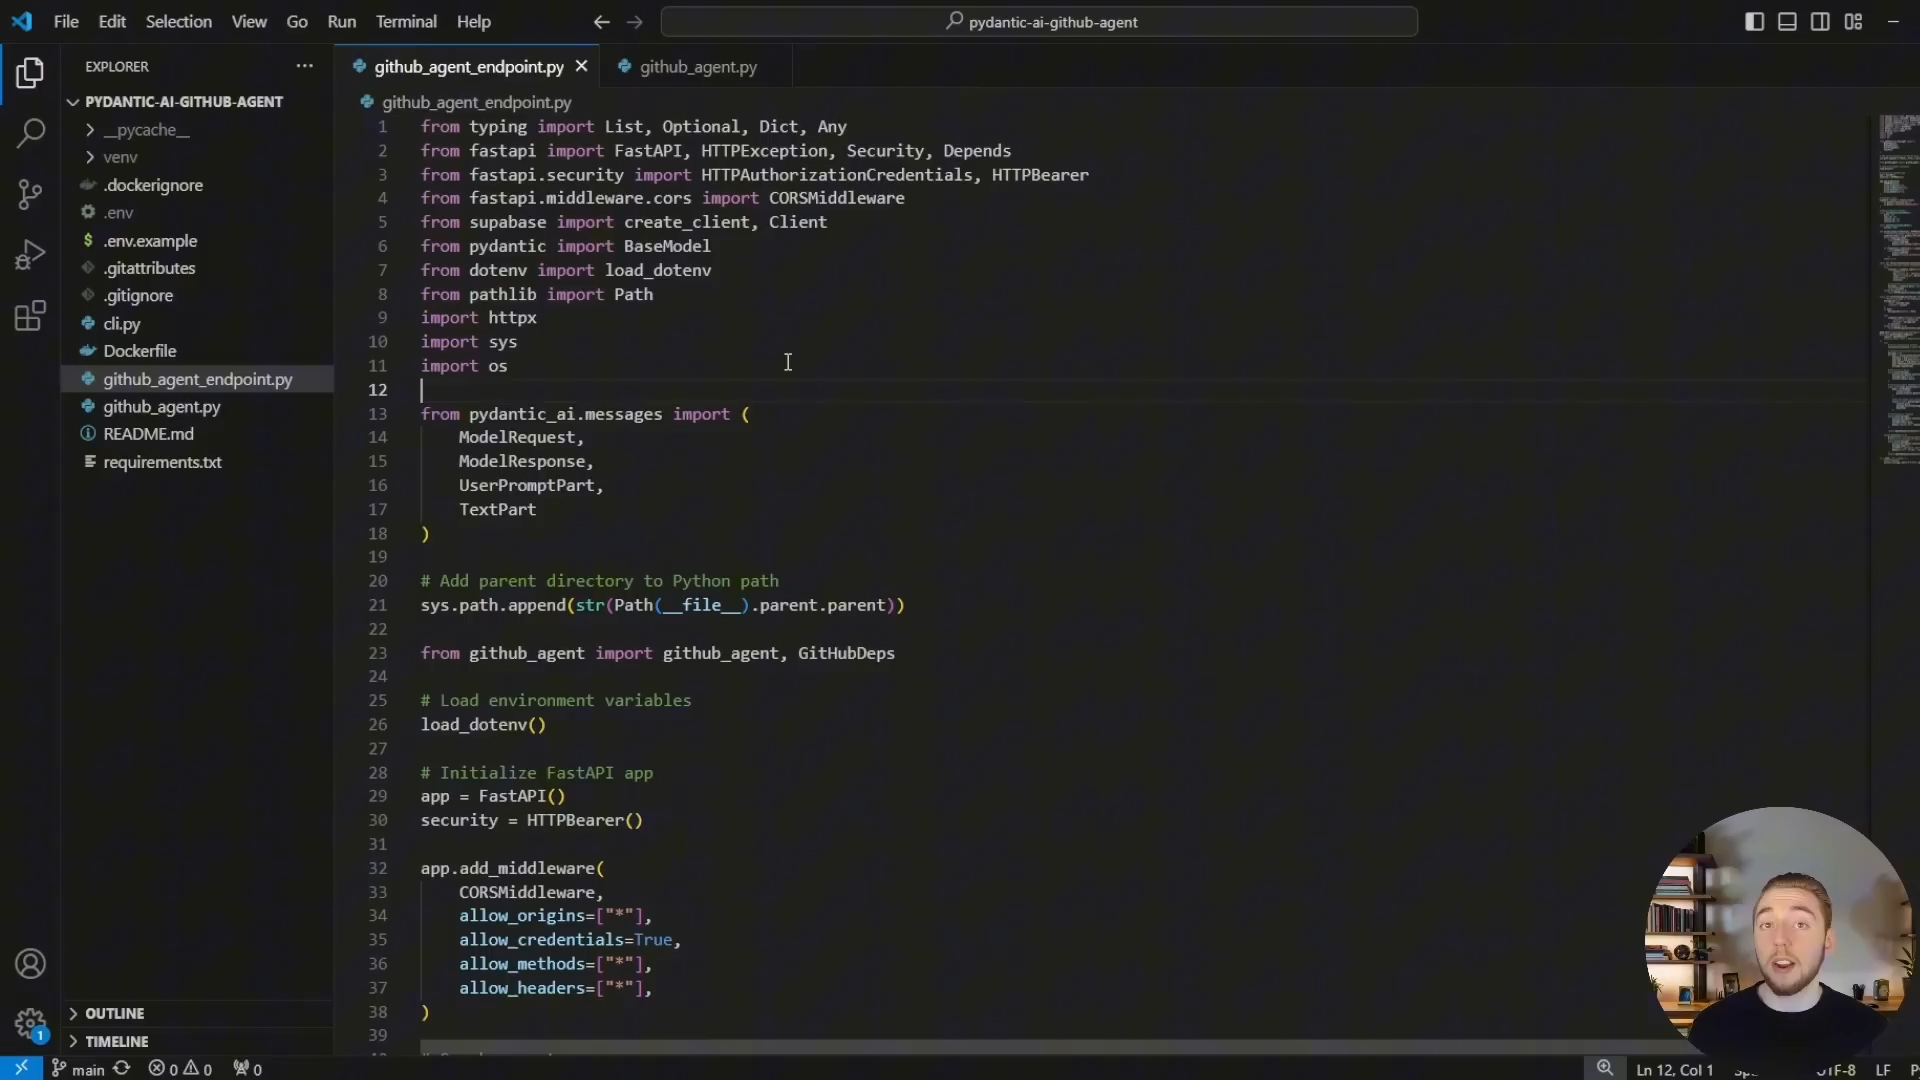 File Edit Selection View Go Run Terminal Help
pydantic-ai-github-agent
EXPLORER
PYDANTIC-AI-GITHUB-AGENT
__pycache__
venv
.dockerignore
.env
.env.example
.gitattributes
.gitignore
cli.py
Dockerfile
github_agent_endpoint.py
github_agent.py
README.md
requirements.txt
OUTLINE
TIMELINE
github_agent_endpoint.py
github_agent.py
github_agent_endpoint.py
1 from typing import List, Optional, Dict, Any
2 from fastapi import FastAPI, HTTPException, Security, Depends
3 from fastapi.security import HTTPAuthorizationCredentials, HTTPBearer
4 from fastapi.middleware.cors import CORSMiddleware
5 from supabase import create_client, Client
6 from pydantic import BaseModel
7 from dotenv import load_dotenv
8 from pathlib import Path
9 import httpx
10 import sys
11 import os
12
13 from pydantic_ai.messages import (
14 ModelRequest,
15 ModelResponse,
16 UserPromptPart,
17 TextPart
18 )
19
20 # Add parent directory to Python path
21 sys.path.append(str(Path(__file__).parent.parent))
22
23 from github_agent import github_agent, GitHubDeps
24
25 # Load environment variables
26 load_dotenv()
27
28 # Initialize FastAPI app
29 app = FastAPI()
30 security = HTTPBearer()
31
32 app.add_middleware(
33 CORSMiddleware,
34 allow_origins=["*"],
35 allow_credentials=True,
36 allow_methods=["*"],
37 allow_headers=["*"],
38 )
39
1
main 0 0 0
Ln 12, Col 1 UTF-8 LF